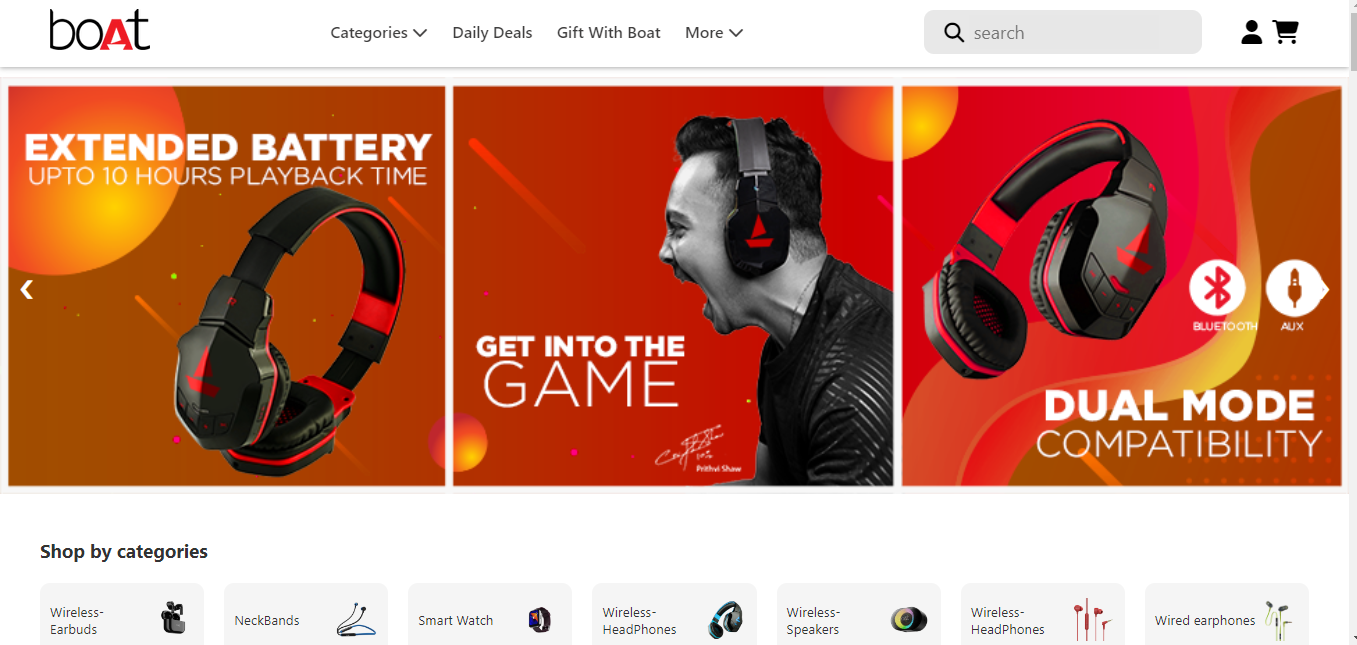 boAt
Categories
Daily Deals
Gift With Boat
More
search
EXTENDED BATTERY
UPTO 10 HOURS PLAYBACK TIME
GET INTO THE
GAME
Prithvi Shaw
BLUETOOTH
AUX
DUAL MODE
COMPATIBILITY
Shop by categories
Wireless-
Earbuds
NeckBands
Smart Watch
Wireless-
HeadPhones
Wireless-
Speakers
Wireless-
HeadPhones
Wired earphones